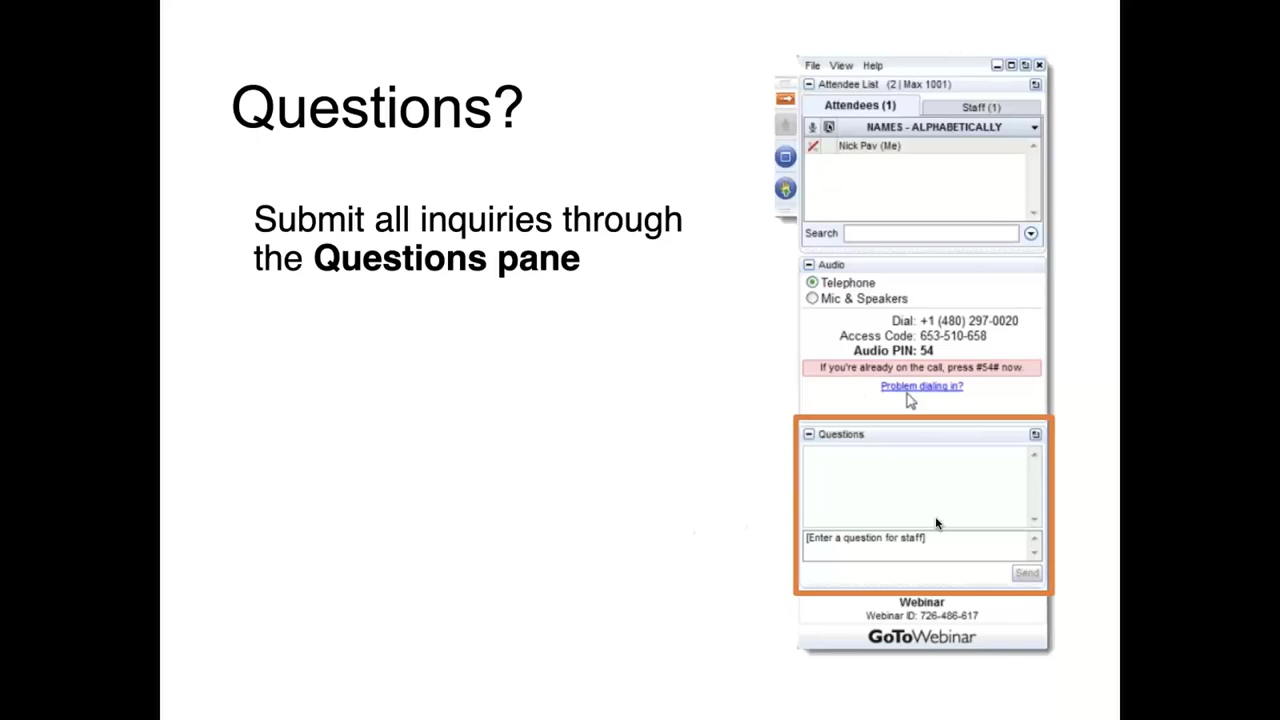 Questions?
Submit all inquiries through
the Questions pane
File View Help
Attendee List (2 | Max 1001)
Attendees (1) Staff (1)
NAMES - ALPHABETICALLY
Nick Pav (Me)
Search
Audio
Telephone
Mic & Speakers
Dial: +1 (480) 297-0020
Access Code: 653-510-658
Audio PIN: 54
If you're already on the call, press #54# now.
Problem dialing in?
Questions
[Enter a question for staff]
Send
Webinar
Webinar ID: 726-486-617
GoToWebinar